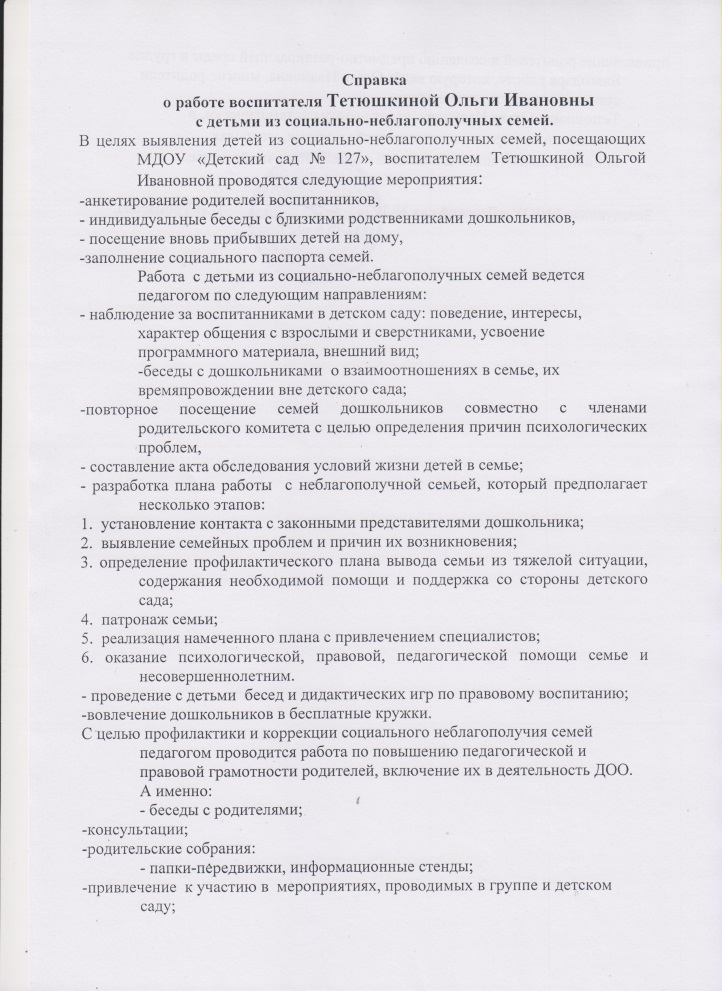 Справка
о работе воспитателя Тетюшкиной Ольги Ивановны
с детьми из социально-неблагополучных семей.
В целях выявления детей из социально-неблагополучных семей, посещающих
МДОУ «Детский сад № 127», воспитателем Тетюшкиной Ольгой
Ивановной проводятся следующие мероприятия:
-анкетирование родителей воспитанников,
- индивидуальные беседы с близкими родственниками дошкольников,
- посещение вновь прибывших детей на дому,
-заполнение социального паспорта семей.
Работа с детьми из социально-неблагополучных семей ведется
педагогом по следующим направлениям:
- наблюдение за воспитанниками в детском саду: поведение, интересы,
характер общения с взрослыми и сверстниками, усвоение
программного материала, внешний вид;
-беседы с дошкольниками о взаимоотношениях в семье, их
времяпровождении вне детского сада;
-повторное посещение семей дошкольников совместно с членами
родительского комитета с целью определения причин психологических
проблем,
- составление акта обследования условий жизни детей в семье;
- разработка плана работы с неблагополучной семьей, который предполагает
несколько этапов:
1. установление контакта с законными представителями дошкольника;
2. выявление семейных проблем и причин их возникновения;
3. определение профилактического плана вывода семьи из тяжелой ситуации,
содержания необходимой помощи и поддержка со стороны детского
сада;
4. патронаж семьи;
5. реализация намеченного плана с привлечением специалистов;
6. оказание психологической, правовой, педагогической помощи семье и
несовершеннолетним.
- проведение с детьми бесед и дидактических игр по правовому воспитанию;
-вовлечение дошкольников в бесплатные кружки.
С целью профилактики и коррекции социального неблагополучия семей
педагогом проводится работа по повышению педагогической и
правовой грамотности родителей, включение их в деятельность ДОО.
А именно:
- беседы с родителями;
-консультации;
-родительские собрания:
- папки-передвижки, информационные стенды;
-привлечение к участию в мероприятиях, проводимых в группе и детском
саду;